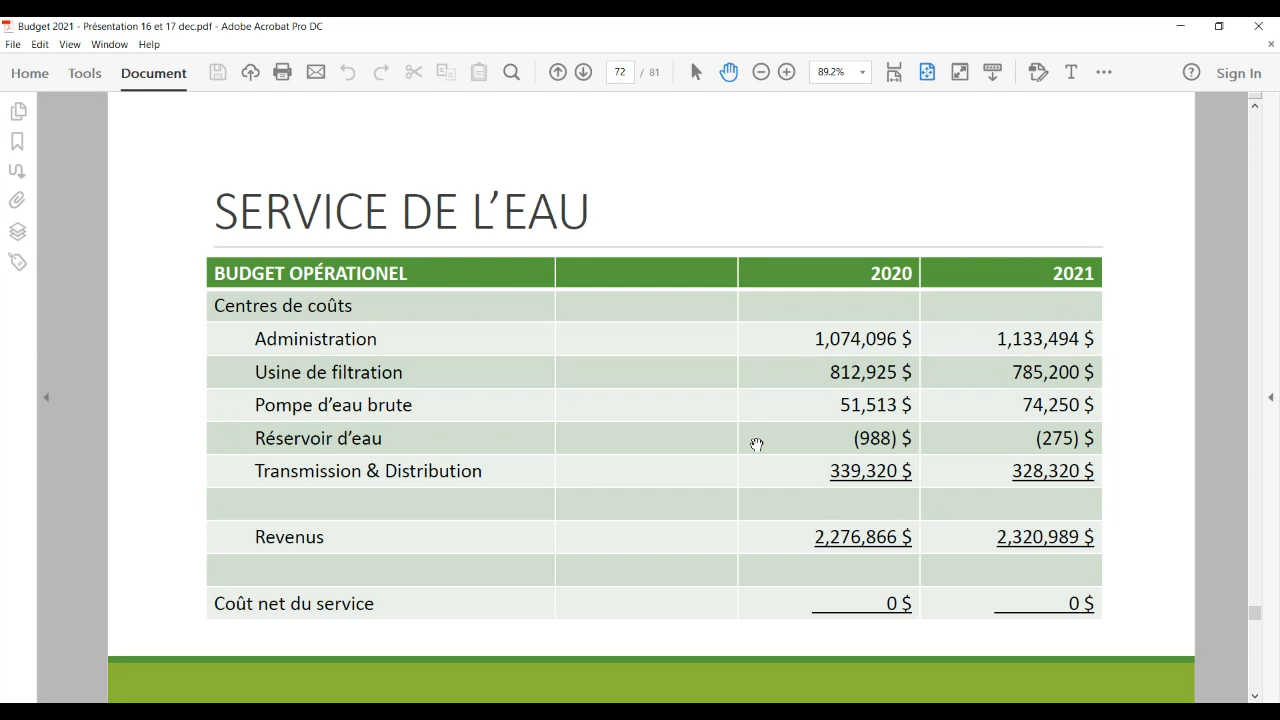 Budget 2021 - Présentation 16 et 17 dec.pdf - Adobe Acrobat Pro DC
File Edit View Window Help
Home Tools Document 72 / 81 89.2% Sign In
SERVICE DE L'EAU
BUDGET OPÉRATIONEL 2020 2021
Centres de coûts
Administration 1,074,096 $ 1,133,494 $
Usine de filtration 812,925 $ 785,200 $
Pompe d'eau brute 51,513 $ 74,250 $
Réservoir d'eau (988) $ (275) $
Transmission & Distribution 339,320 $ 328,320 $
Revenus 2,276,866 $ 2,320,989 $
Coût net du service 0 $ 0 $